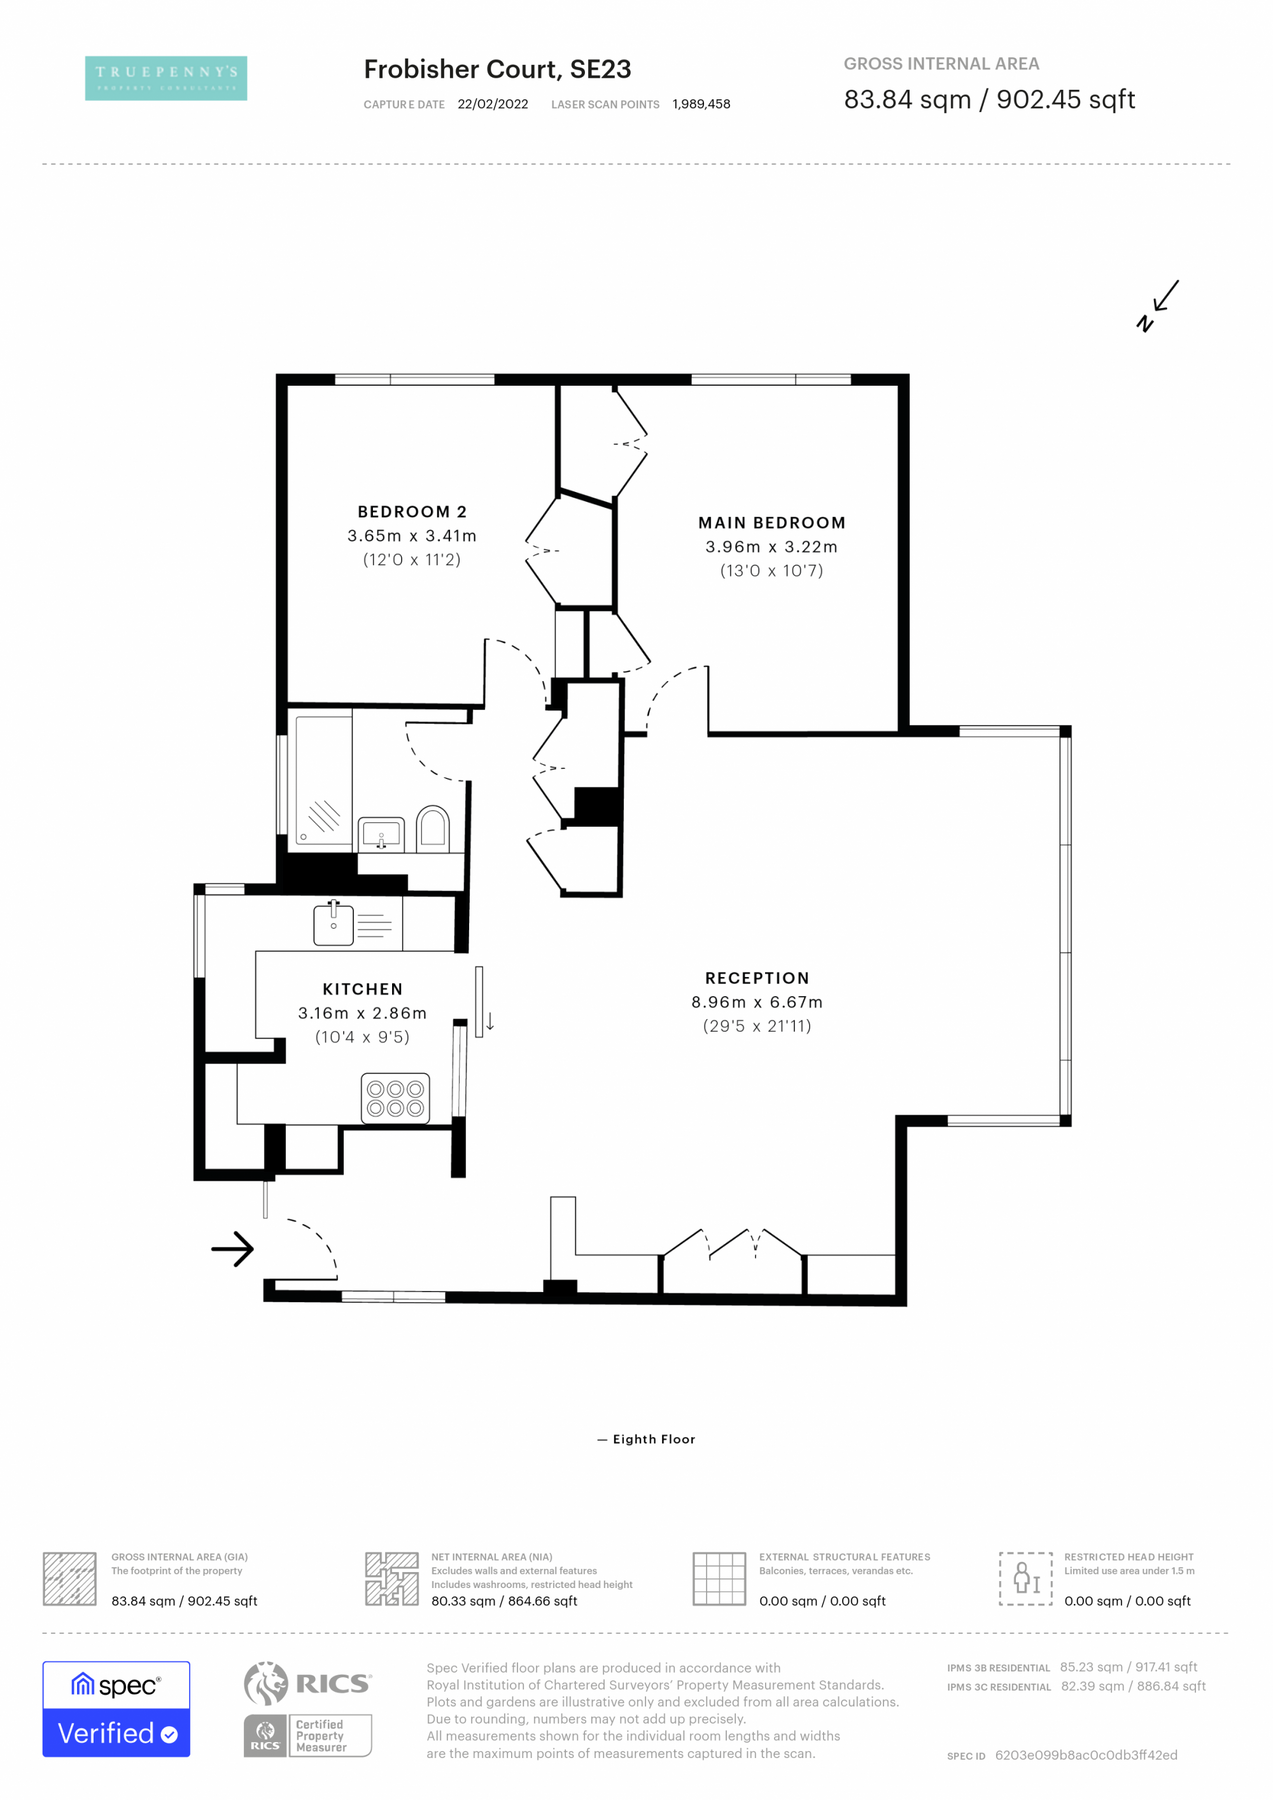 TRUEPENNY'S
PROPERTY CONSULTANTS
Frobisher Court, SE23
CAPTURE DATE 22/02/2022 LASER SCAN POINTS 1,989,458
GROSS INTERNAL AREA
83.84 sqm / 902.45 sqft
N
BEDROOM 2
3.65m x 3.41m
(12'0 x 11'2)
MAIN BEDROOM
3.96m x 3.22m
(13'0 x 10'7)
KITCHEN
3.16m x 2.86m
(10'4 x 9'5)
RECEPTION
8.96m x 6.67m
(29'5 x 21'11)
— Eighth Floor
GROSS INTERNAL AREA (GIA)
The footprint of the property
83.84 sqm / 902.45 sqft
NET INTERNAL AREA (NIA)
Excludes walls and external features
Includes washrooms, restricted head height
80.33 sqm / 864.66 sqft
EXTERNAL STRUCTURAL FEATURES
Balconies, terraces, verandas etc.
0.00 sqm / 0.00 sqft
RESTRICTED HEAD HEIGHT
Limited use area under 1.5 m
0.00 sqm / 0.00 sqft
spec®
Verified
RICS®
RICS
Certified
Property
Measurer
Spec Verified floor plans are produced in accordance with
Royal Institution of Chartered Surveyors' Property Measurement Standards.
Plots and gardens are illustrative only and excluded from all area calculations.
Due to rounding, numbers may not add up precisely.
All measurements shown for the individual room lengths and widths
are the maximum points of measurements captured in the scan.
IPMS 3B RESIDENTIAL 85.23 sqm / 917.41 sqft
IPMS 3C RESIDENTIAL 82.39 sqm / 886.84 sqft
SPEC ID 6203e099b8ac0c0db3ff42ed